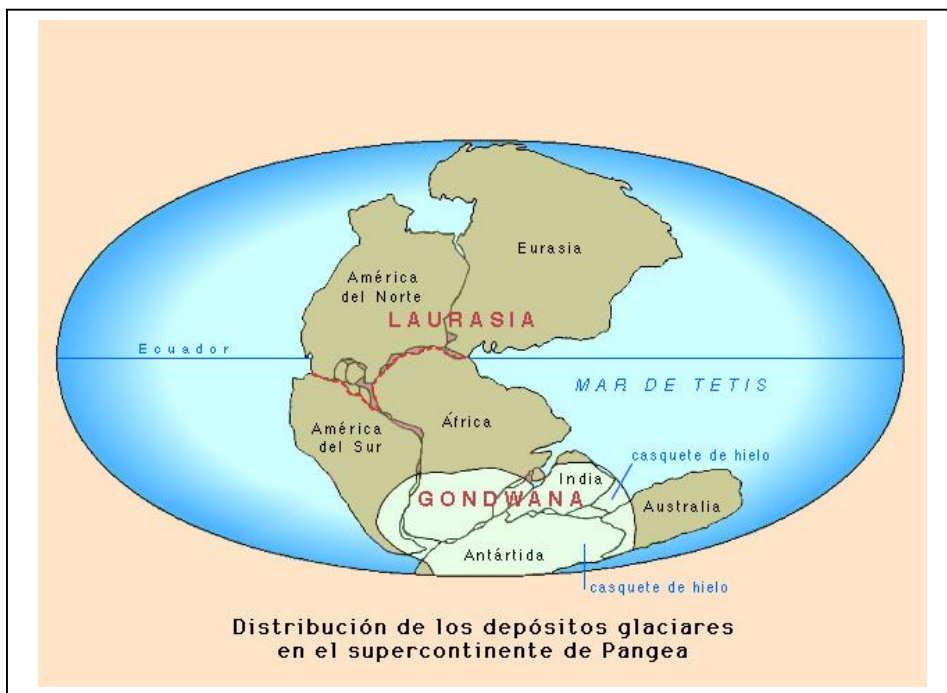 Eurasia
América
del Norte
LAURASIA
Ecuador
MAR DE TETIS
América
del Sur
África
casquete de hielo
India
GONDWANA
Australia
Antártida
casquete de hielo
Distribución de los depósitos glaciares
en el supercontinente de Pangea